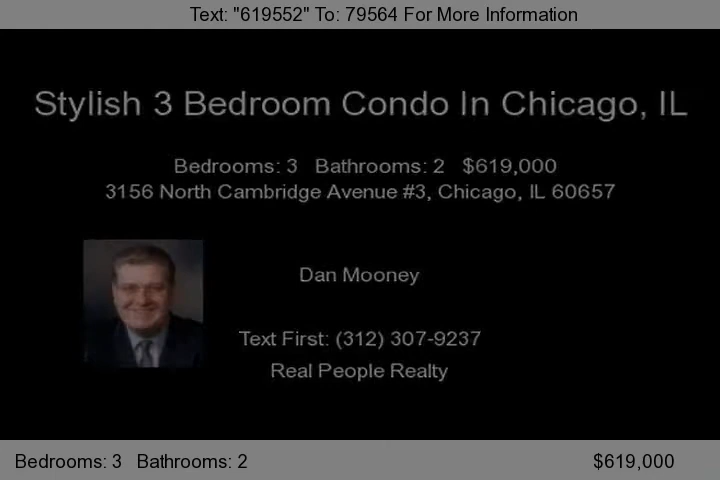 Text: "619552" To: 79564 For More Information
Stylish 3 Bedroom Condo In Chicago, IL
Bedrooms: 3 Bathrooms: 2 $619,000
3156 North Cambridge Avenue #3, Chicago, IL 60657
Dan Mooney
Text First: (312) 307-9237
Real People Realty
Bedrooms: 3 Bathrooms: 2 $619,000